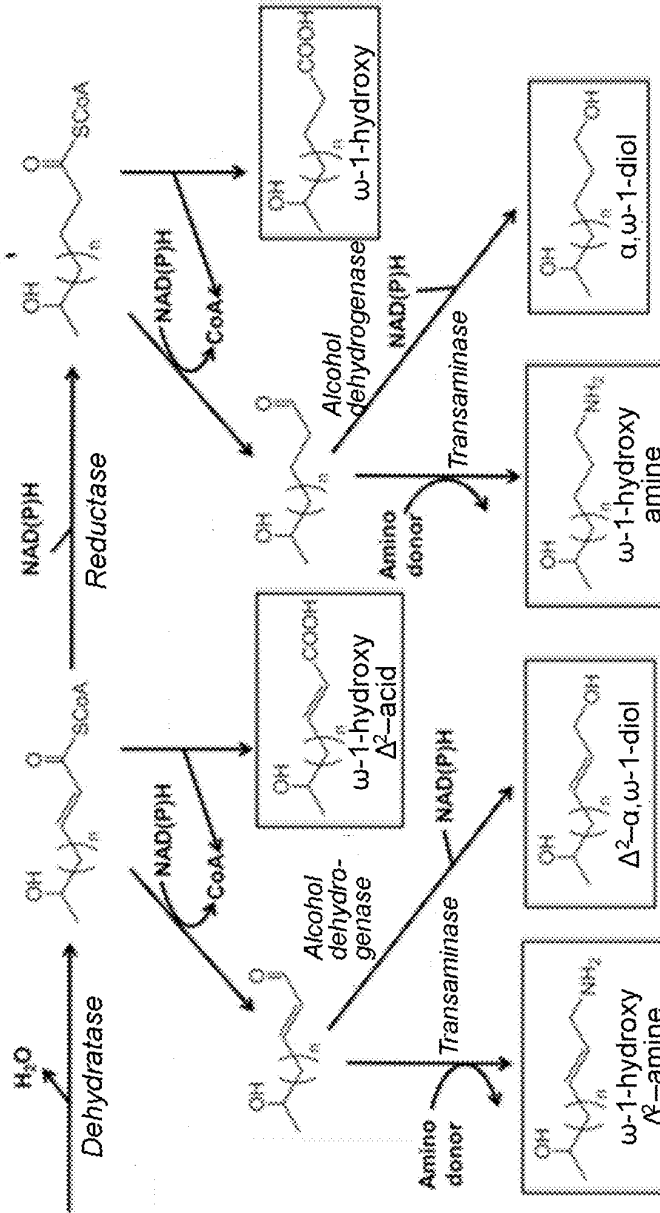 H₂O
Dehydratase
OH
O
SCoA
n
NAD(P)H
Reductase
OH
O
SCoA
n
NAD(P)H
CoA
OH
COOH
n
ω-1-hydroxy
Δ²–acid
NAD(P)H
CoA
OH
COOH
n
ω-1-hydroxy
OH
O
n
Alcohol
dehydro-
genase
NAD(P)H
Amino
donor
Transaminase
OH
O
n
Alcohol
dehydrogenase
NAD(P)H
Amino
donor
Transaminase
OH
NH₂
n
ω-1-hydroxy
Δ²–amine
OH
OH
n
Δ²–α,ω-1-diol
OH
NH₂
n
ω-1-hydroxy
amine
OH
OH
n
α,ω-1-diol